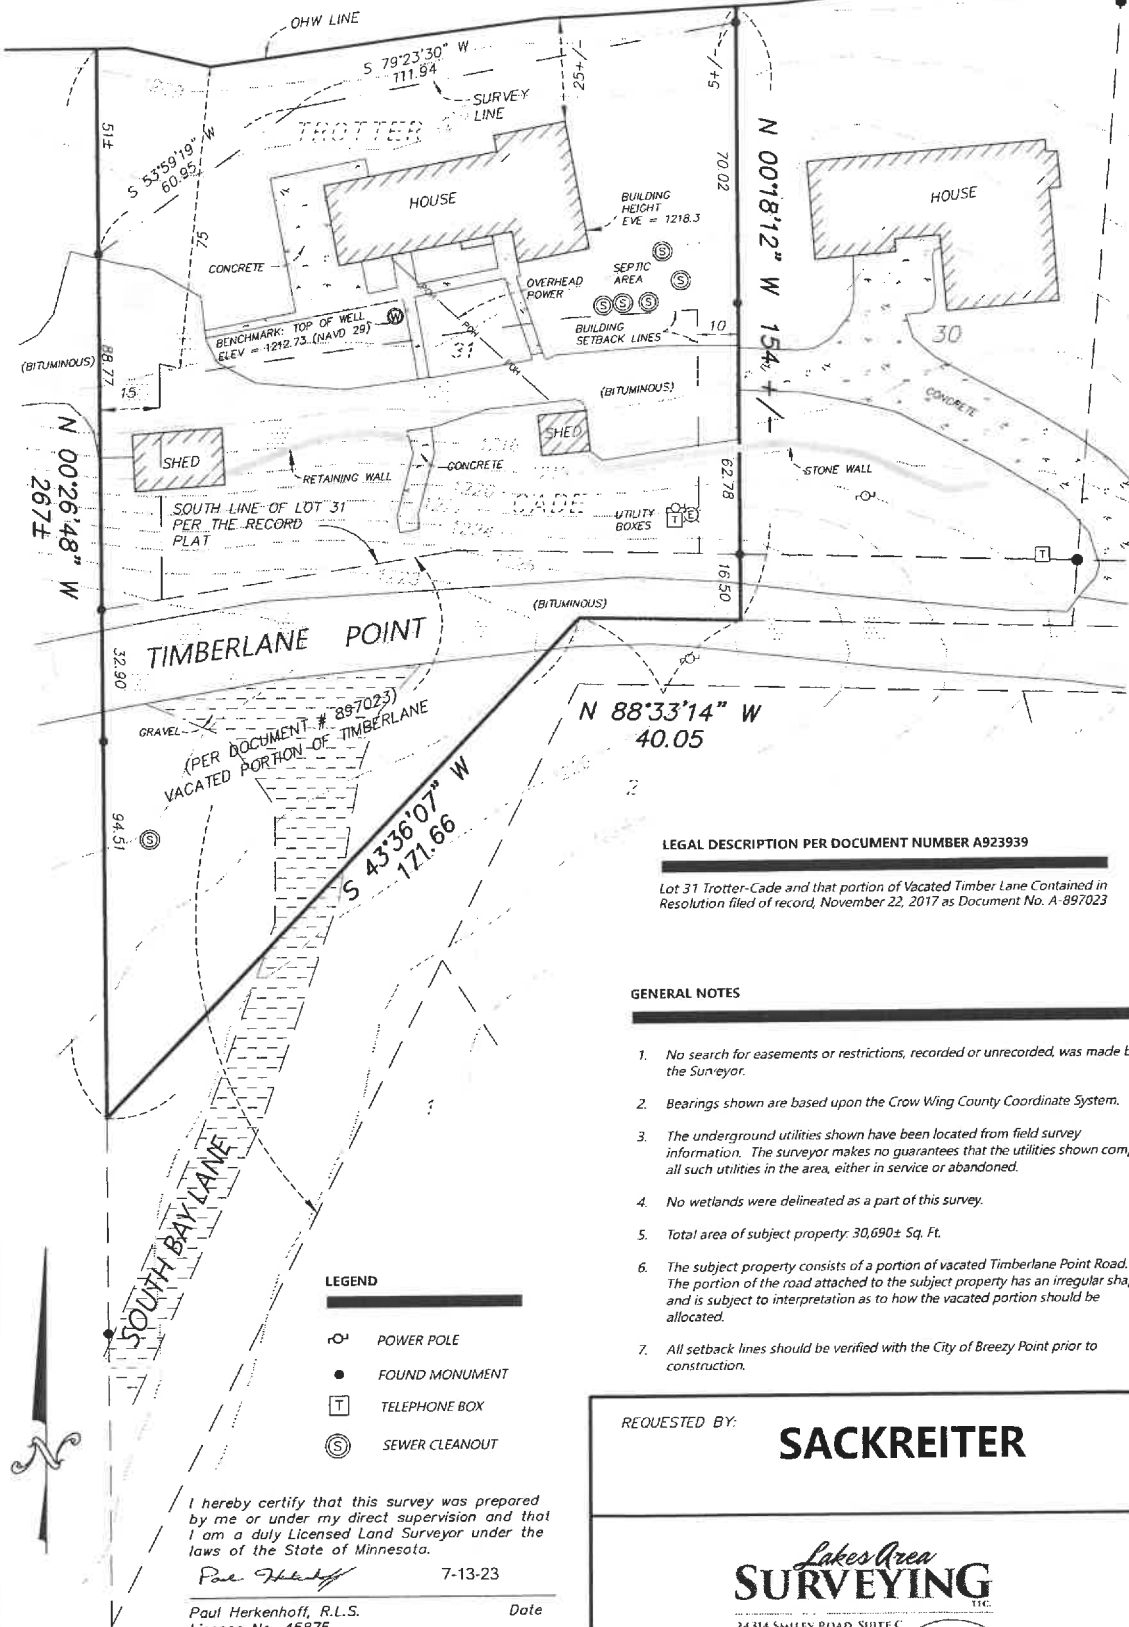 OHW LINE
S 79°23'30" W
111.94
SURVEY
LINE
25+/-
5+/-
51±
S 53°59'19" W
60.95
TROTTER
75
HOUSE
BUILDING
HEIGHT
EVE = 1218.3
70.02
N 00°18'12" W 154 +/-
HOUSE
CONCRETE
OVERHEAD
POWER
SEPTIC
AREA
S
S
S
S
S
BENCHMARK: TOP OF WELL
ELEV = 1212.73 (NAVD 29)
W
BUILDING
SETBACK LINES
10
POH
POH
POH
31
30
(BITUMINOUS)
88.77
15
(BITUMINOUS)
CONCRETE
SHED
SHED
1218
RETAINING WALL
CONCRETE
STONE WALL
62.78
N 00°26'48" W
267±
1220
CADE
SOUTH LINE OF LOT 31
PER THE RECORD
PLAT
UTILITY
BOXES
T
E
T
16.50
(BITUMINOUS)
TIMBERLANE POINT
32.90
GRAVEL
(PER DOCUMENT # 897023)
VACATED PORTION OF TIMBERLANE
N 88°33'14" W
40.05
2
94.51
S
S 43°36'07" W
171.66
LEGAL DESCRIPTION PER DOCUMENT NUMBER A923939
Lot 31 Trotter-Cade and that portion of Vacated Timber Lane Contained in
Resolution filed of record, November 22, 2017 as Document No. A-897023
GENERAL NOTES
1. No search for easements or restrictions, recorded or unrecorded, was made b
the Surveyor.
2. Bearings shown are based upon the Crow Wing County Coordinate System.
3. The underground utilities shown have been located from field survey
information. The surveyor makes no guarantees that the utilities shown com
all such utilities in the area, either in service or abandoned.
4. No wetlands were delineated as a part of this survey.
5. Total area of subject property: 30,690± Sq. Ft.
6. The subject property consists of a portion of vacated Timberlane Point Road.
The portion of the road attached to the subject property has an irregular sha
and is subject to interpretation as to how the vacated portion should be
allocated.
7. All setback lines should be verified with the City of Breezy Point prior to
construction.
1
SOUTH BAY LANE
N
LEGEND
POWER POLE
FOUND MONUMENT
T TELEPHONE BOX
S SEWER CLEANOUT
I hereby certify that this survey was prepared
by me or under my direct supervision and that
I am a duly Licensed Land Surveyor under the
laws of the State of Minnesota.
Paul Herkenhoff 7-13-23
Paul Herkenhoff, R.L.S. Date
License No. 45875
REQUESTED BY:
SACKREITER
Lakes Area
SURVEYING
LLC.
24314 SMILEY ROAD, SUITE C